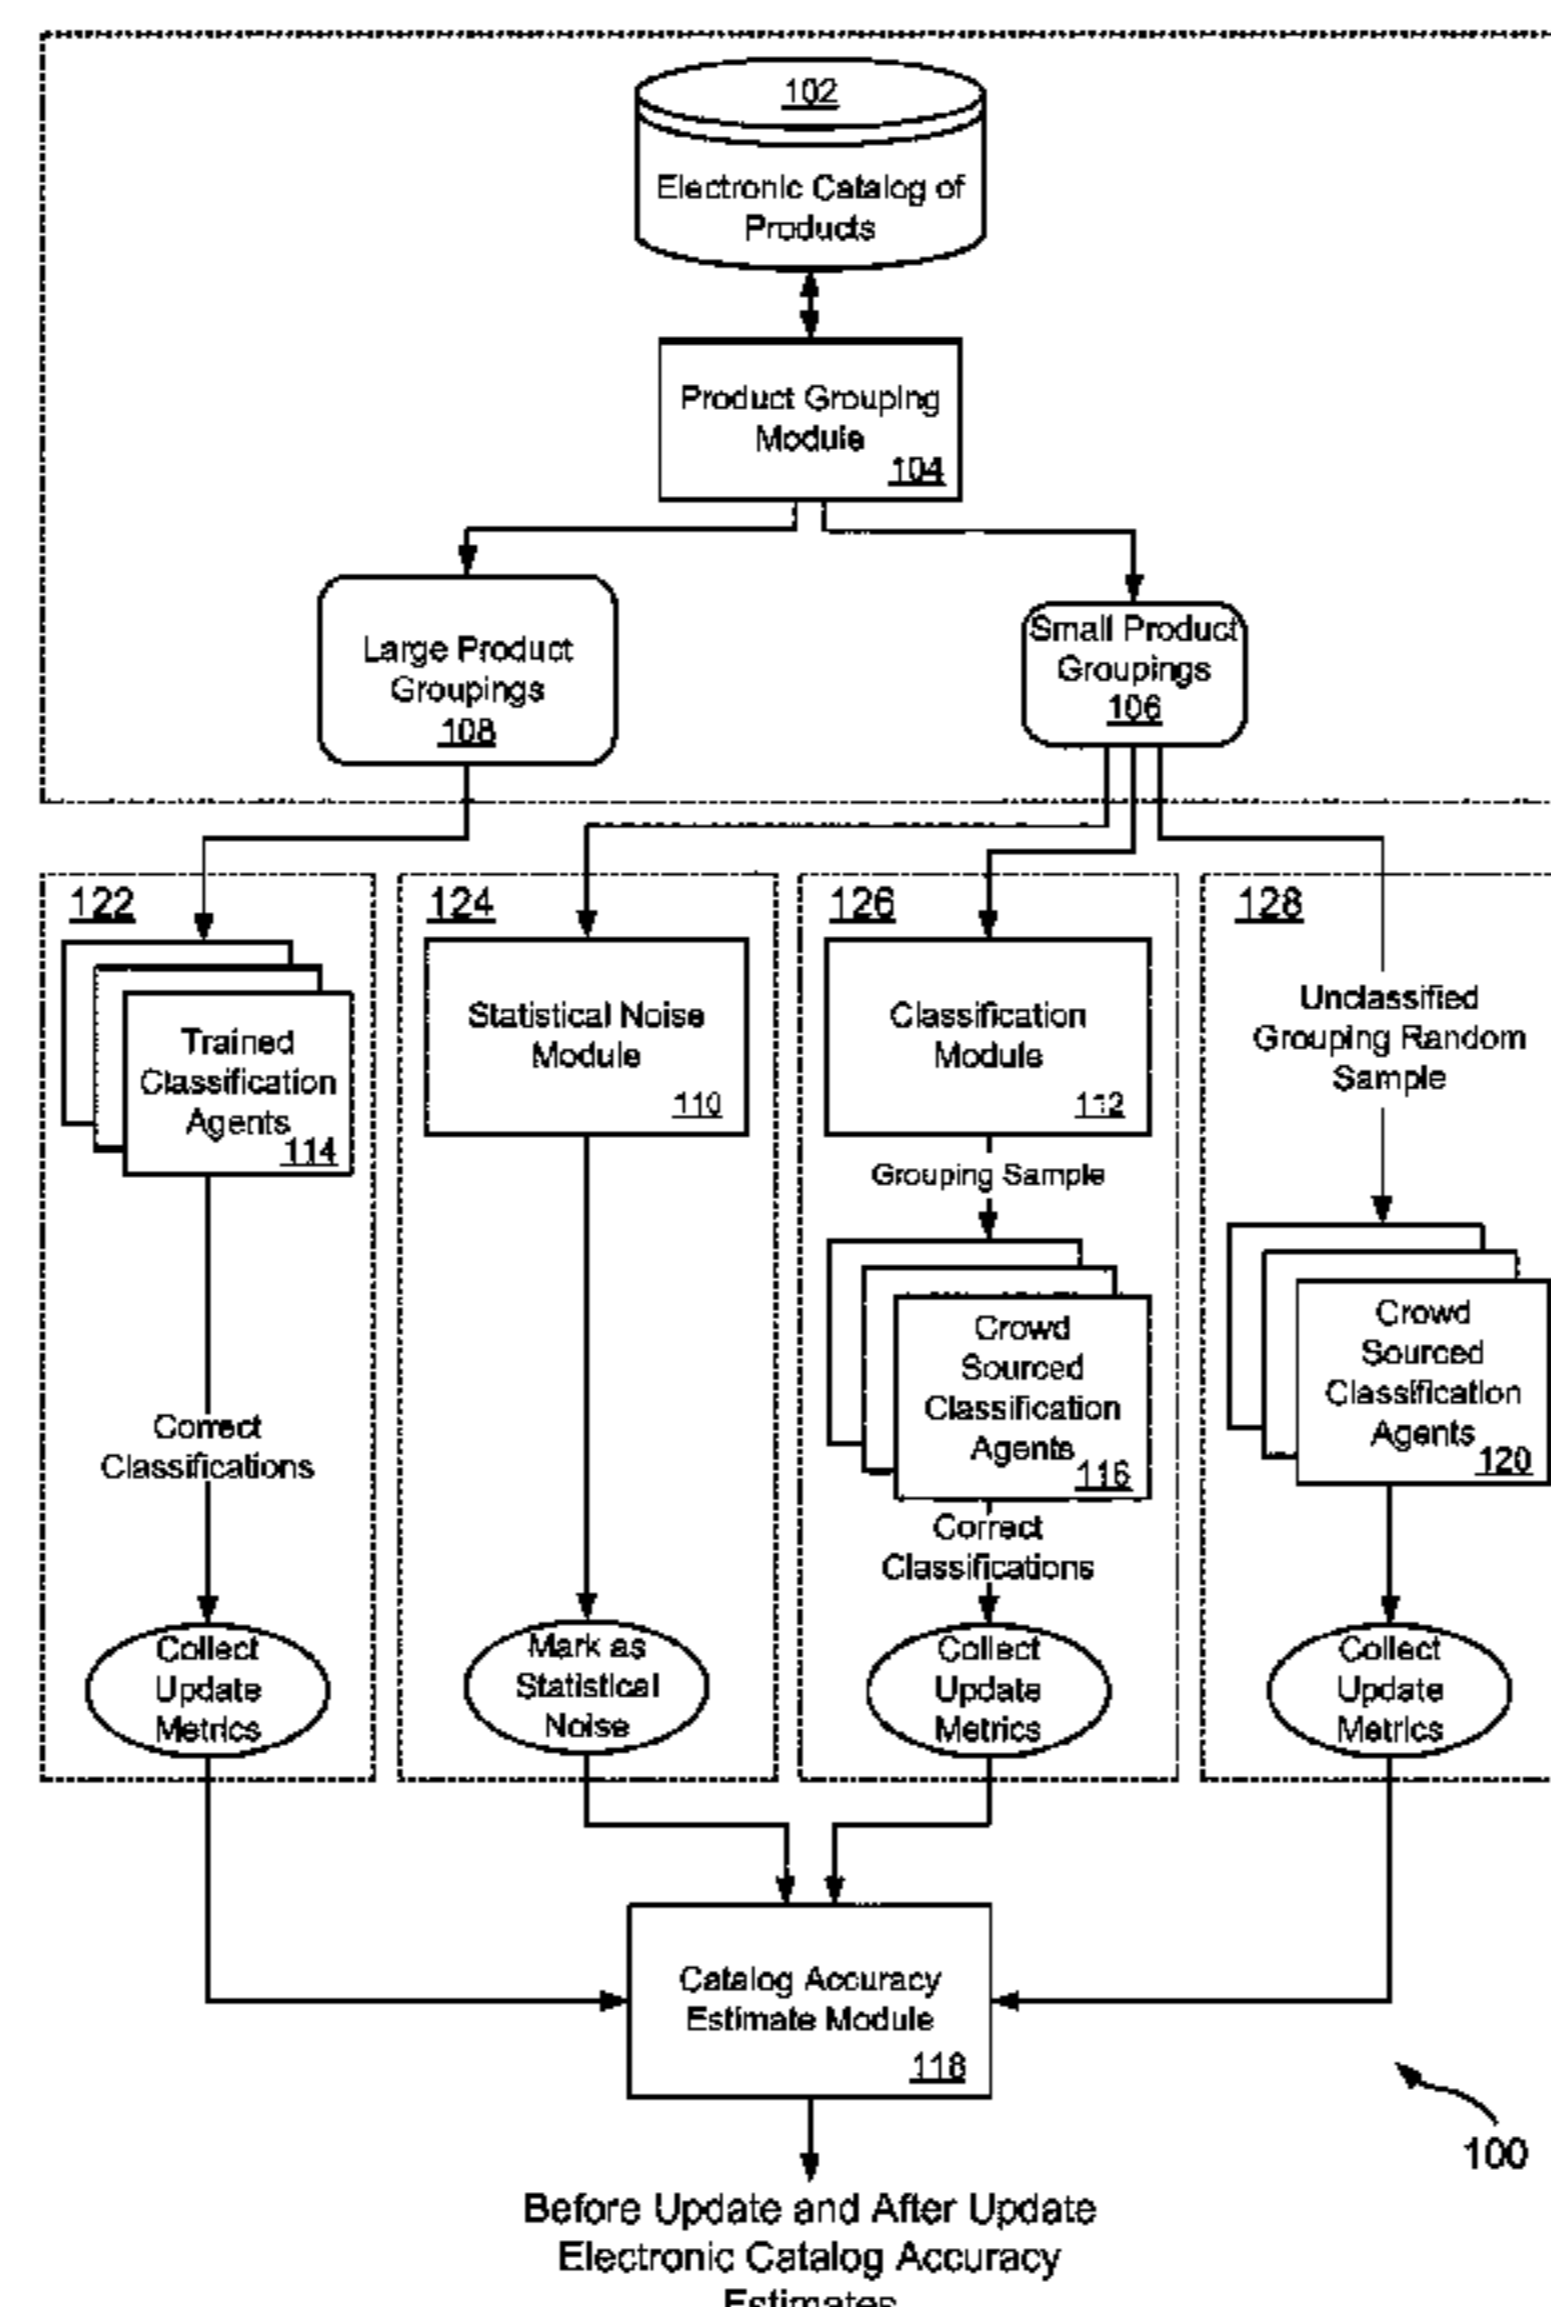 102
Electronic Catalog of
Products
Product Grouping
Module
104
Large Product
Groupings
108
Small Product
Groupings
106
122
Trained
Classification
Agents
114
Correct
Classifications
Collect
Update
Metrics
124
Statistical Noise
Module
110
Mark as
Statistical
Noise
126
Classification
Module
112
Grouping Sample
Crowd
Sourced
Classification
Agents
116
Correct
Classifications
Collect
Update
Metrics
128
Unclassified
Grouping Random
Sample
Crowd
Sourced
Classification
Agents
120
Collect
Update
Metrics
Catalog Accuracy
Estimate Module
118
100
Before Update and After Update
Electronic Catalog Accuracy
Estimates